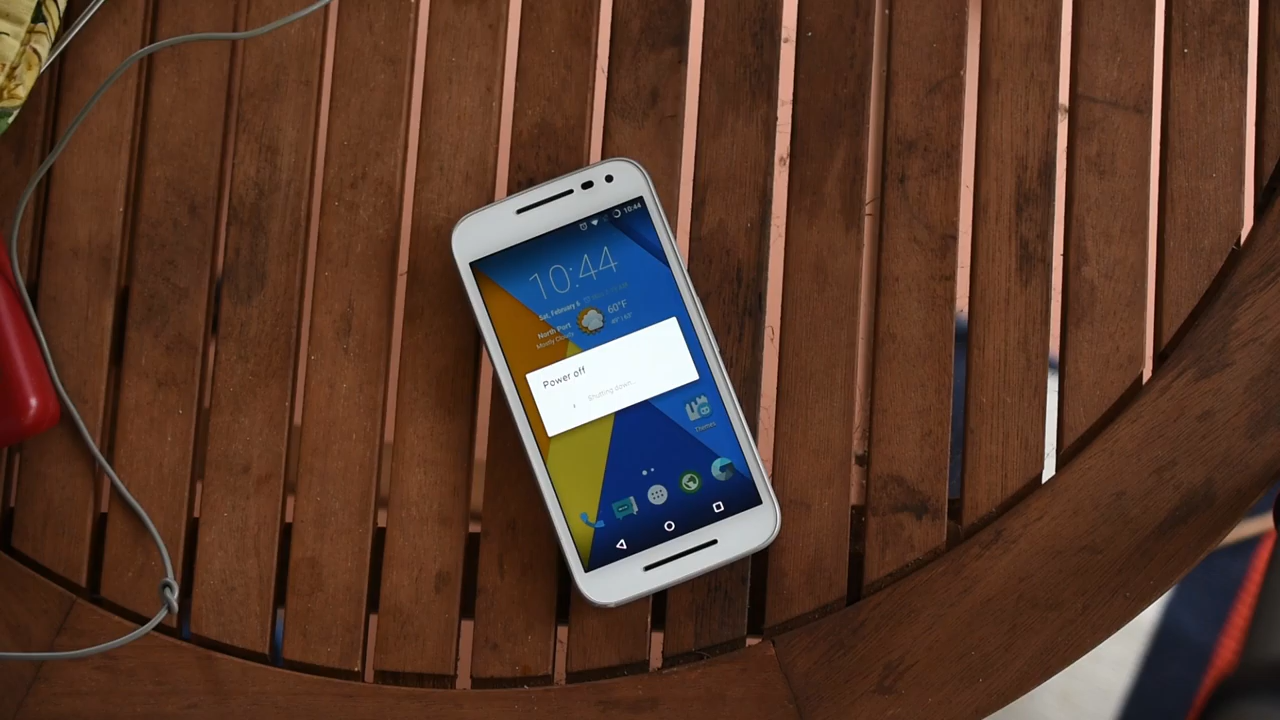 10:44
10:44
Sat, February 6
North Port
Mostly Cloudy
60°F
Power off
Shutting down...
Themes